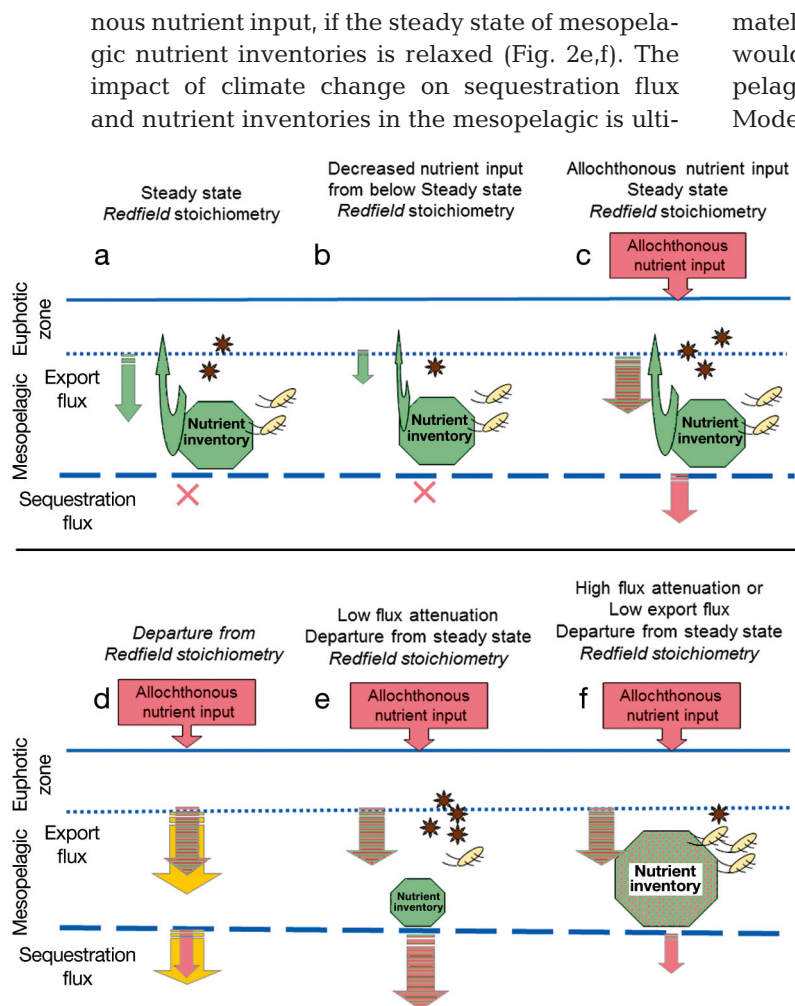 nous nutrient input, if the steady state of mesopela-
gic nutrient inventories is relaxed (Fig. 2e,f). The
impact of climate change on sequestration flux
and nutrient inventories in the mesopelagic is ulti-
matel
would
pelag
Mode
Steady state
Redfield stoichiometry
a
Decreased nutrient input
from below Steady state
Redfield stoichiometry
b
Allochthonous nutrient input
Steady state
Redfield stoichiometry
c
Allochthonous
nutrient input
Euphotic
zone
Mesopelagic
Export
flux
Nutrient
inventory
Nutrient
inventory
Nutrient
inventory
Sequestration
flux
Departure from
Redfield stoichiometry
d
Allochthonous
nutrient input
Low flux attenuation
Departure from steady state
Redfield stoichiometry
e
Allochthonous
nutrient input
High flux attenuation or
Low export flux
Departure from steady state
Redfield stoichiometry
f
Allochthonous
nutrient input
Euphotic
zone
Mesopelagic
Export
flux
Nutrient
inventory
Nutrient
inventory
Sequestration
flux